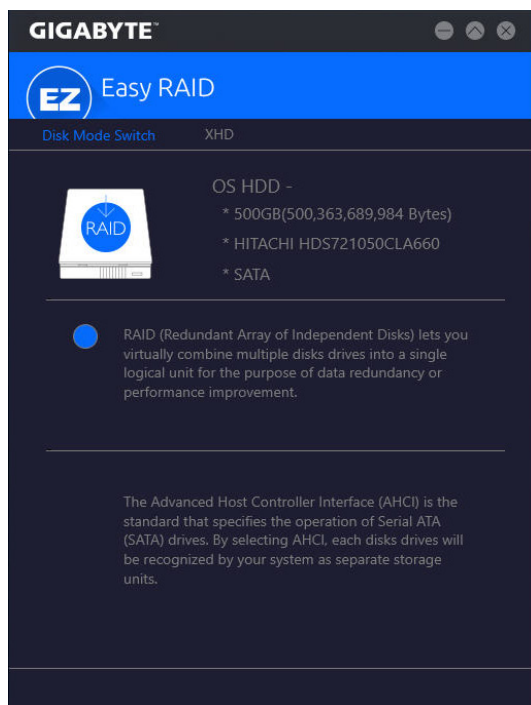 GIGABYTE™
EZ Easy RAID
Disk Mode Switch XHD
OS HDD -
RAID
* 500GB(500,363,689,984 Bytes)
* HITACHI HDS721050CLA660
* SATA
RAID (Redundant Array of Independent Disks) lets you
virtually combine multiple disks drives into a single
logical unit for the purpose of data redundancy or
performance improvement.
The Advanced Host Controller Interface (AHCI) is the
standard that specifies the operation of Serial ATA
(SATA) drives. By selecting AHCI, each disks drives will
be recognized by your system as separate storage
units.